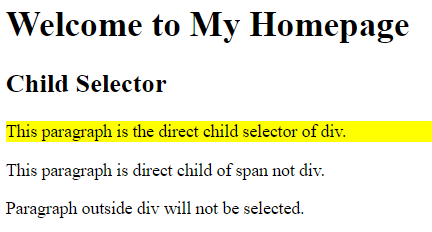 Welcome to My Homepage
Child Selector
This paragraph is the direct child selector of div.
This paragraph is direct child of span not div.
Paragraph outside div will not be selected.